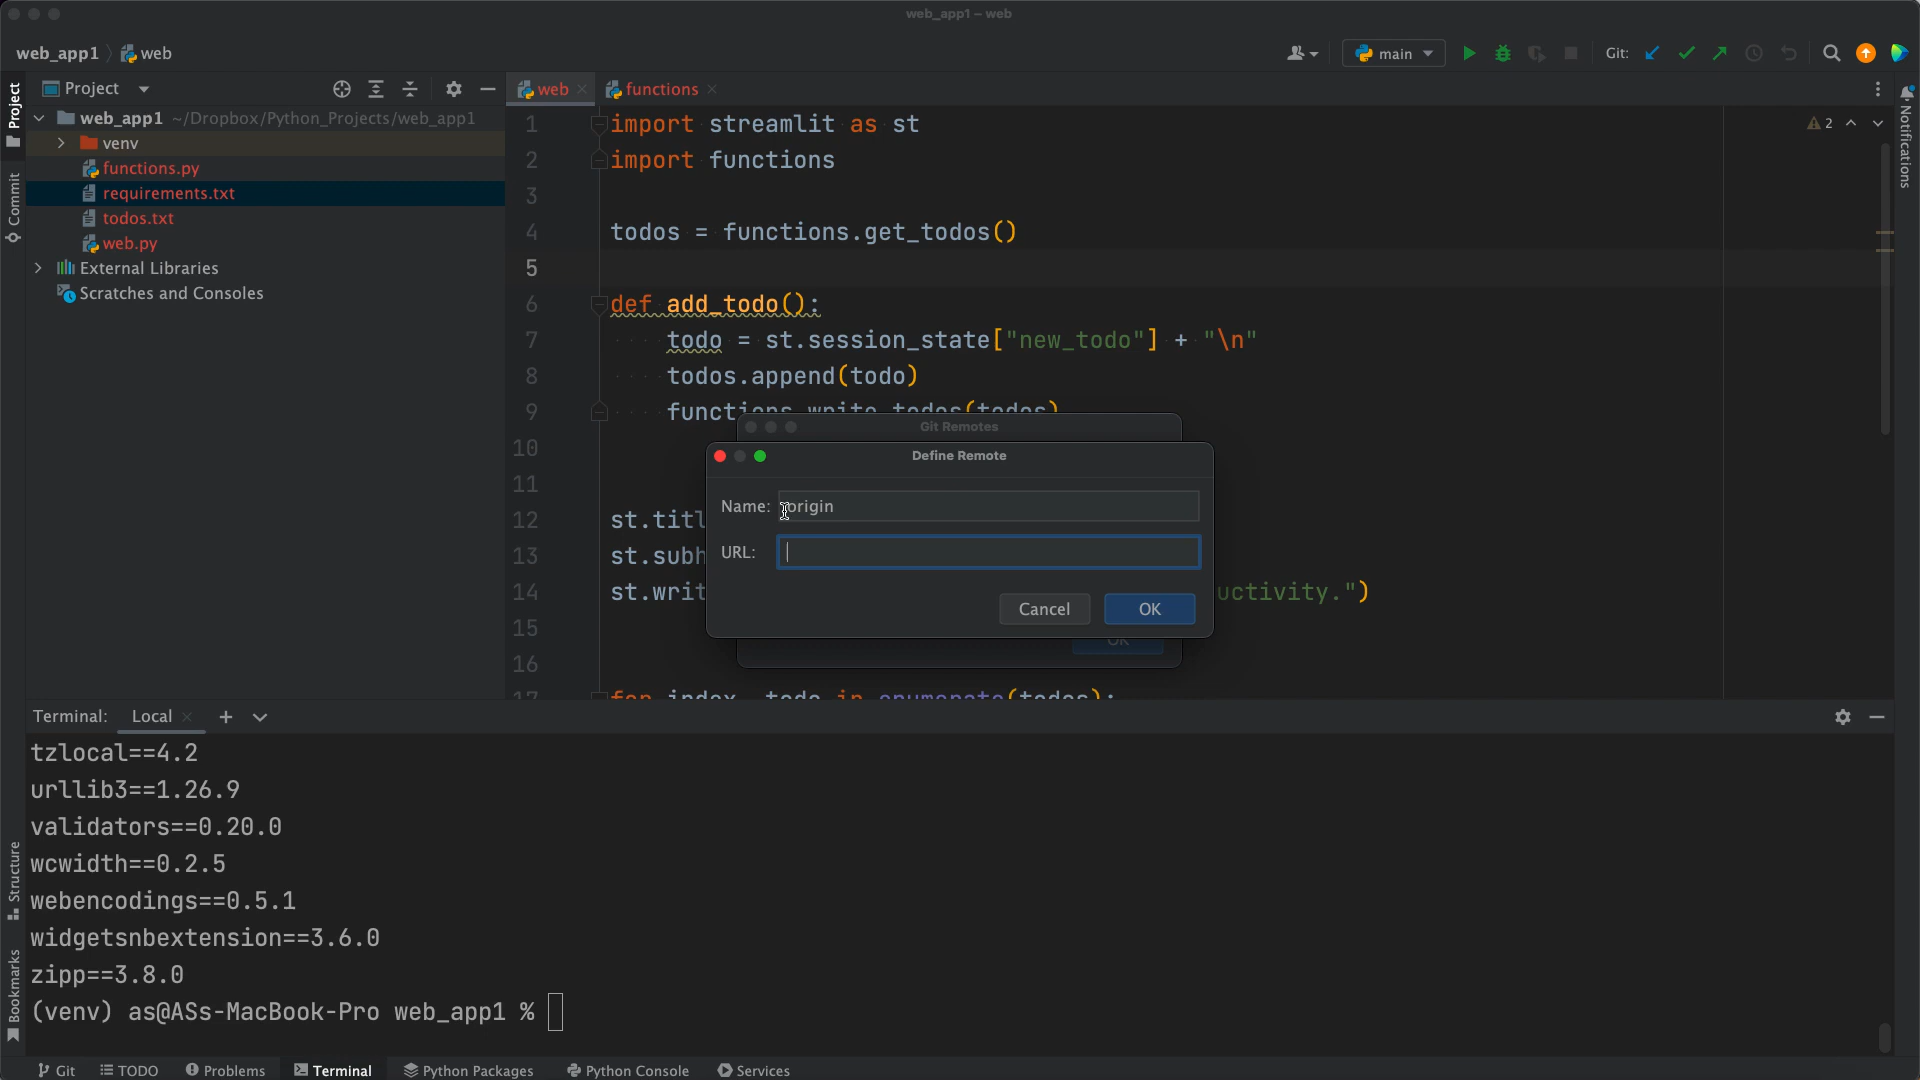 web_app1 – web
web_app1
web
main
Git:
Project
web
functions
Project
Commit
Structure
Bookmarks
Notifications
web_app1 ~/Dropbox/Python_Projects/web_app1
venv
functions.py
requirements.txt
todos.txt
web.py
External Libraries
Scratches and Consoles
2
1 import streamlit as st
2 import functions
3
4 todos = functions.get_todos()
5
6 def add_todo():
7 todo = st.session_state["new_todo"] + "\n"
8 todos.append(todo)
9 functions.write_todos(todos)
10
11
12 st.titl
13 st.subh
14 st.writ uctivity.")
15
16
17 for index, todo in enumerate(todos):
Git Remotes
Define Remote
Name: origin
URL:
Cancel
OK
OK
Terminal: Local
tzlocal==4.2
urllib3==1.26.9
validators==0.20.0
wcwidth==0.2.5
webencodings==0.5.1
widgetsnbextension==3.6.0
zipp==3.8.0
(venv) as@ASs-MacBook-Pro web_app1 %
Git
TODO
Problems
Terminal
Python Packages
Python Console
Services